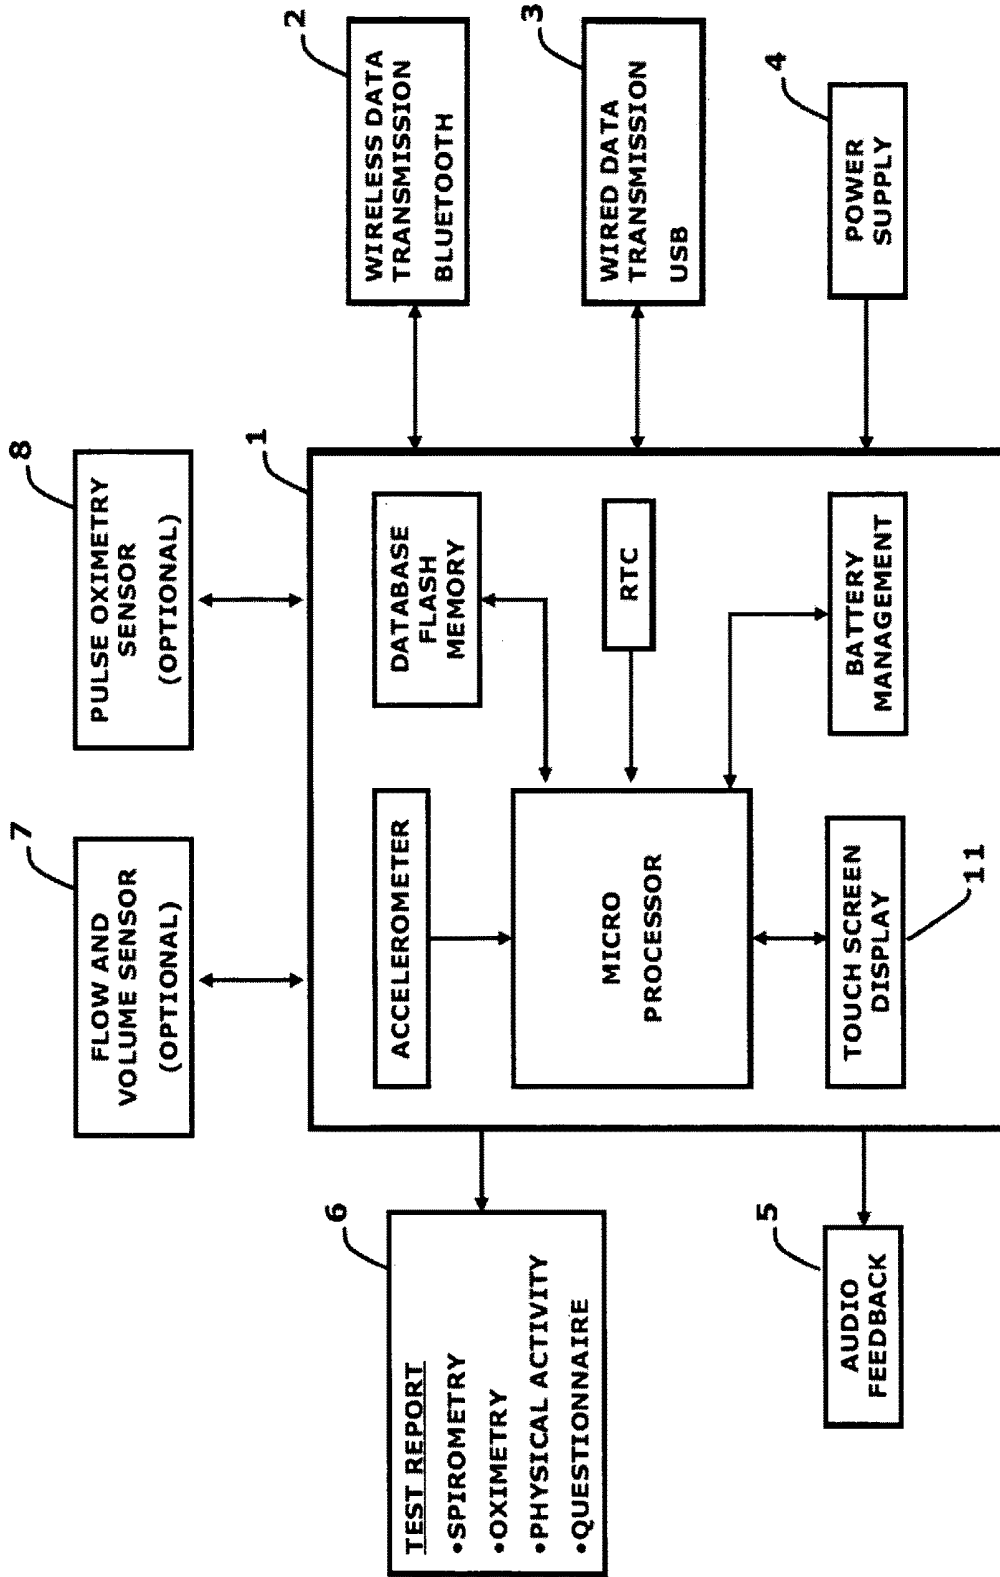 7
FLOW AND
VOLUME SENSOR
(OPTIONAL)
8
PULSE OXIMETRY
SENSOR
(OPTIONAL)
6
TEST REPORT
•SPIROMETRY
•OXIMETRY
•PHYSICAL ACTIVITY
•QUESTIONNAIRE
1
ACCELEROMETER
DATABASE
FLASH
MEMORY
2
WIRELESS DATA
TRANSMISSION
BLUETOOTH
MICRO
PROCESSOR
RTC
3
WIRED DATA
TRANSMISSION
USB
5
AUDIO
FEEDBACK
TOUCH SCREEN
DISPLAY
11
BATTERY
MANAGEMENT
4
POWER
SUPPLY